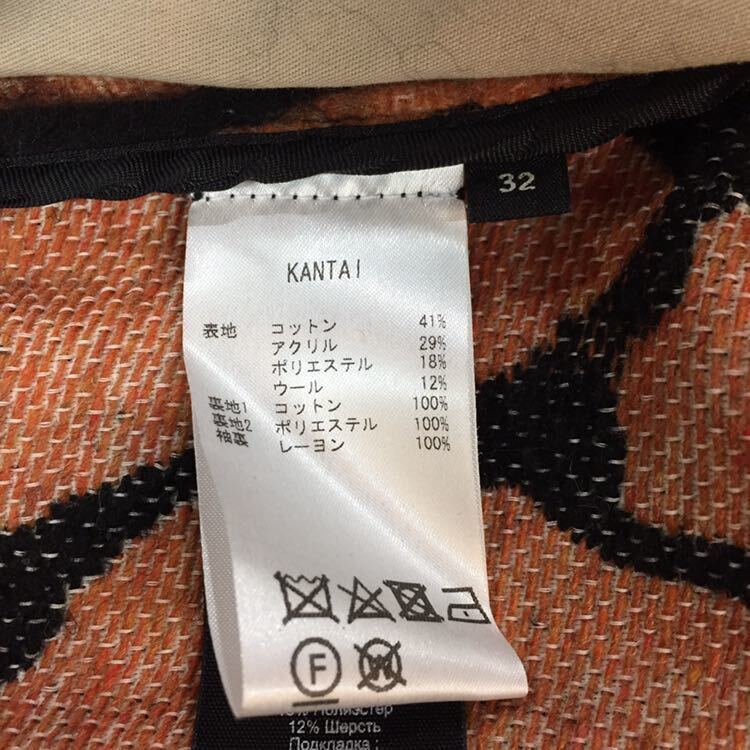 32
KANTAI
表地 コットン 41%
アクリル 29%
ポリエステル 18%
ウール 12%
裏地1 コットン 100%
裏地2 ポリエステル 100%
袖裏 レーヨン 100%
F
W
Полиэстер
12% Шерсть
Подкладка :